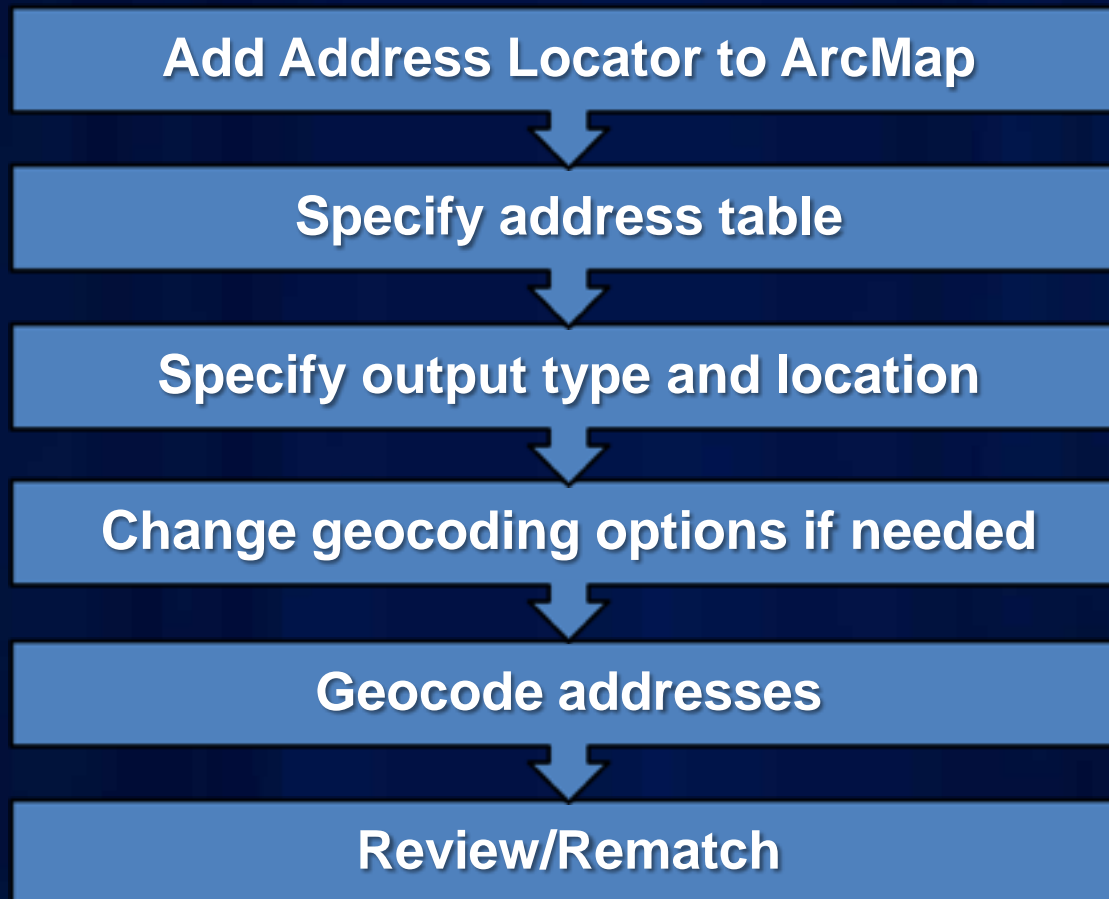 Add Address Locator to ArcMap
Specify address table
Specify output type and location
Change geocoding options if needed
Geocode addresses
Review/Rematch